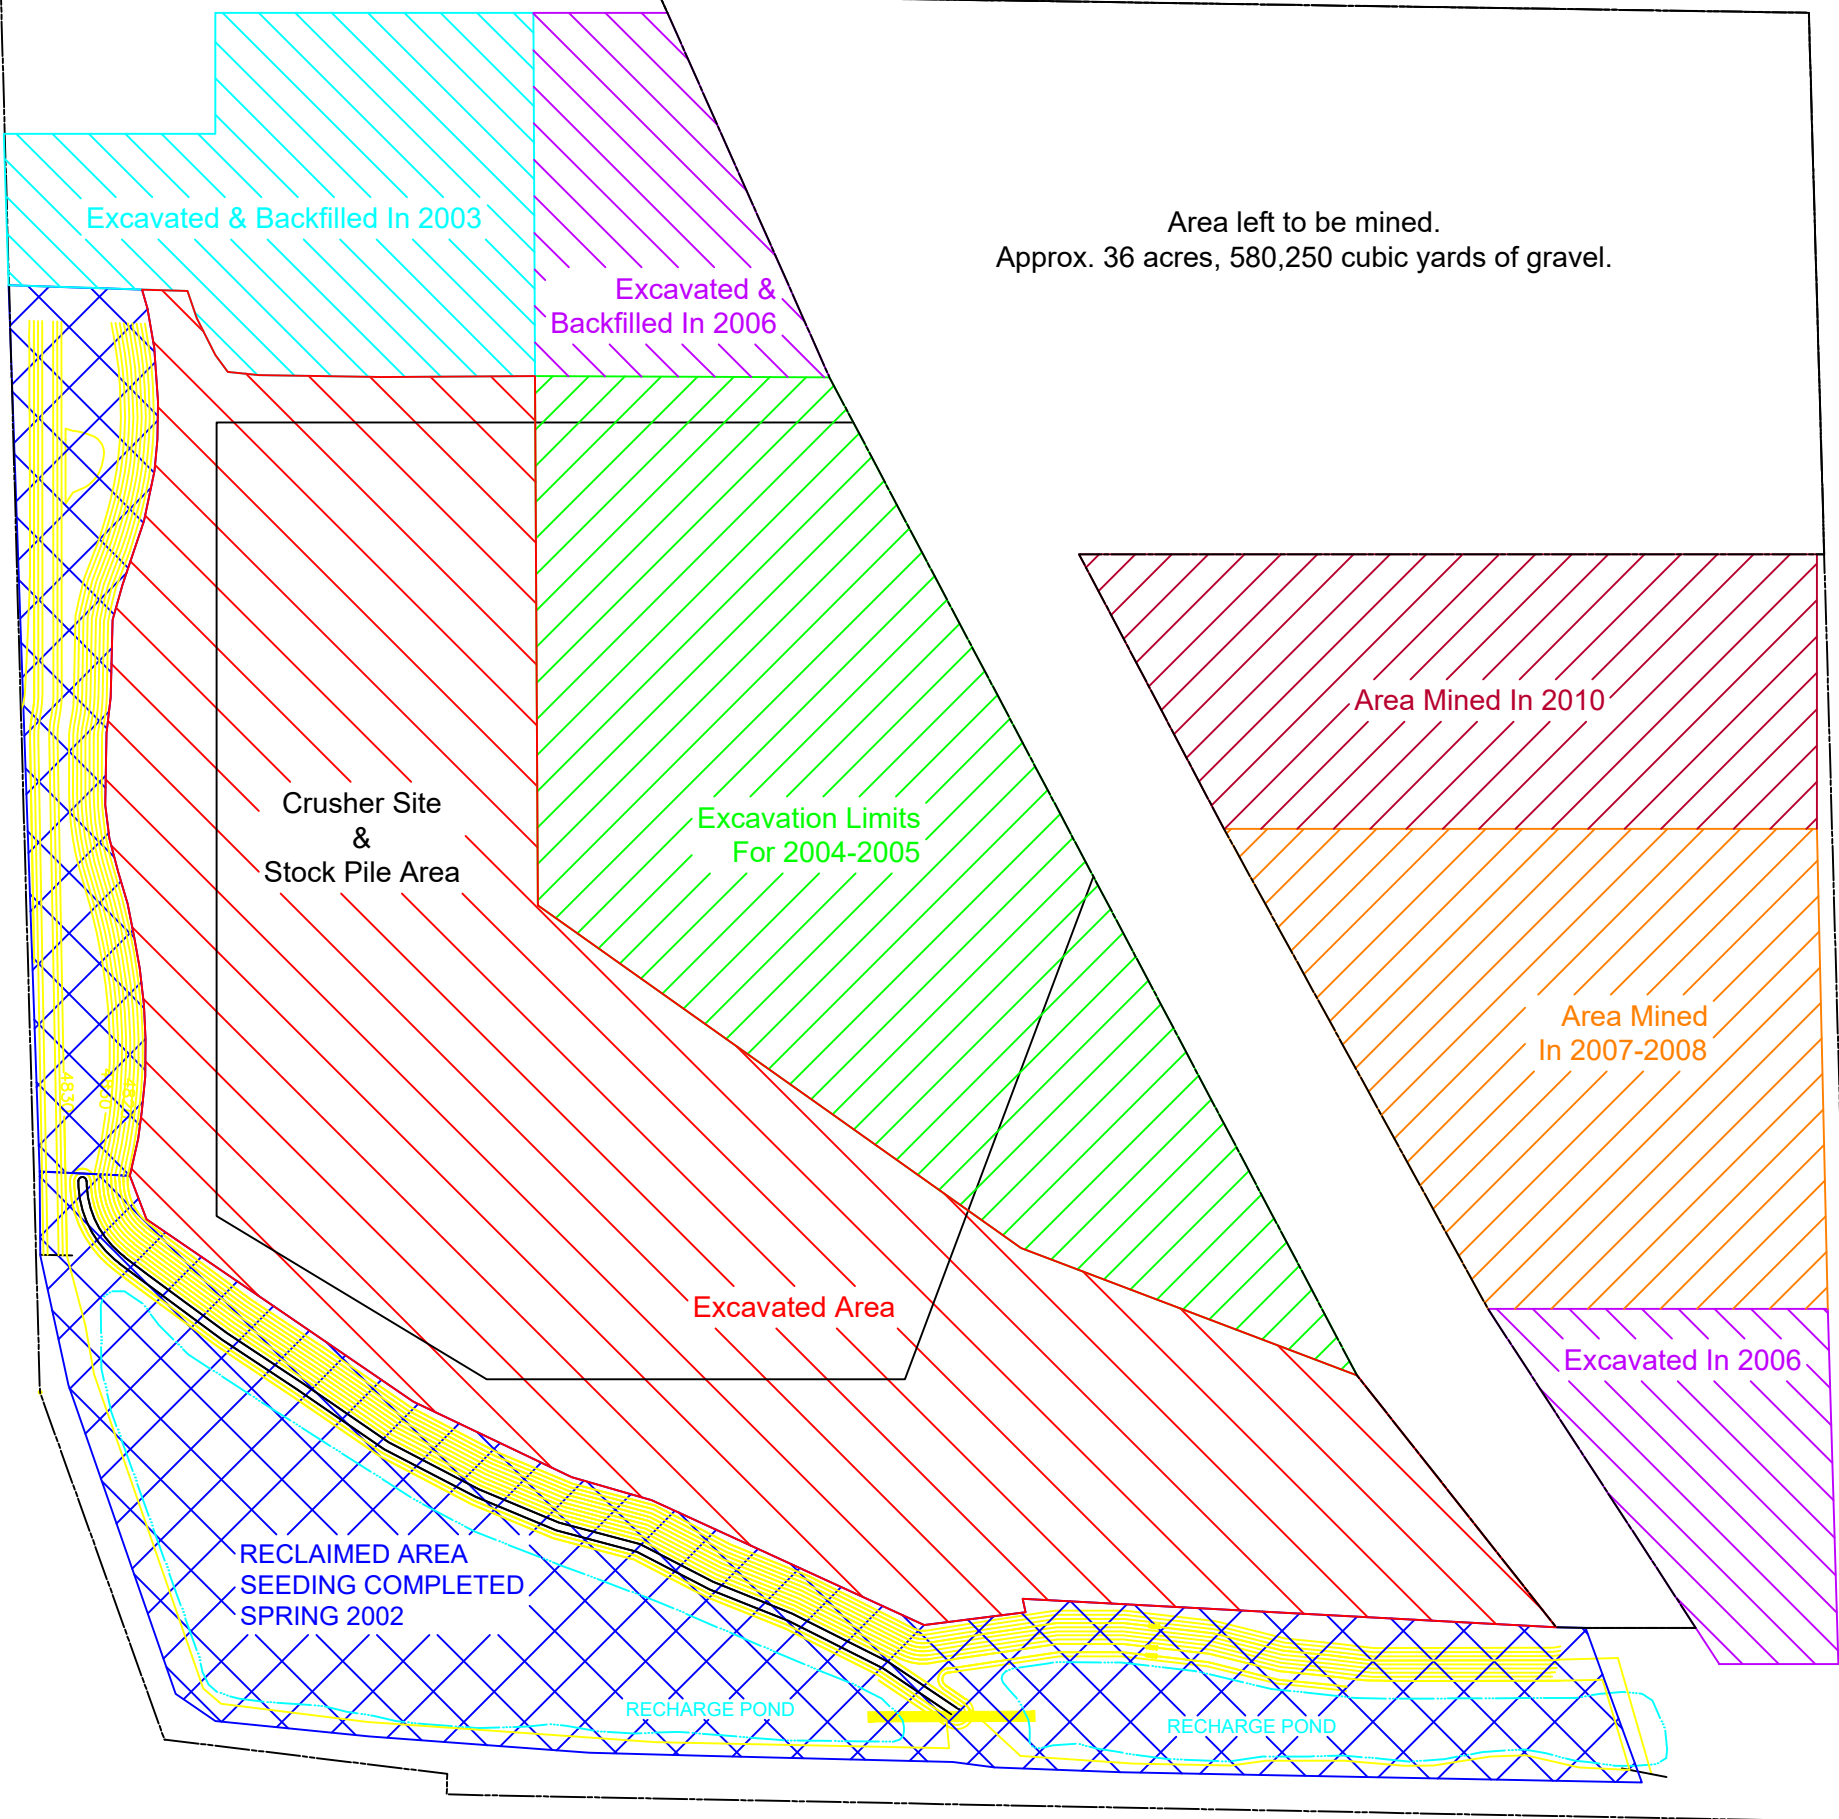 Excavated & Backfilled In 2003
Area left to be mined.
Approx. 36 acres, 580,250 cubic yards of gravel.
Excavated &
Backfilled In 2006
Area Mined In 2010
Crusher Site
&
Stock Pile Area
Excavation Limits
For 2004-2005
Area Mined
In 2007-2008
Excavated Area
Excavated In 2006
RECLAIMED AREA
SEEDING COMPLETED
SPRING 2002
RECHARGE POND
RECHARGE POND